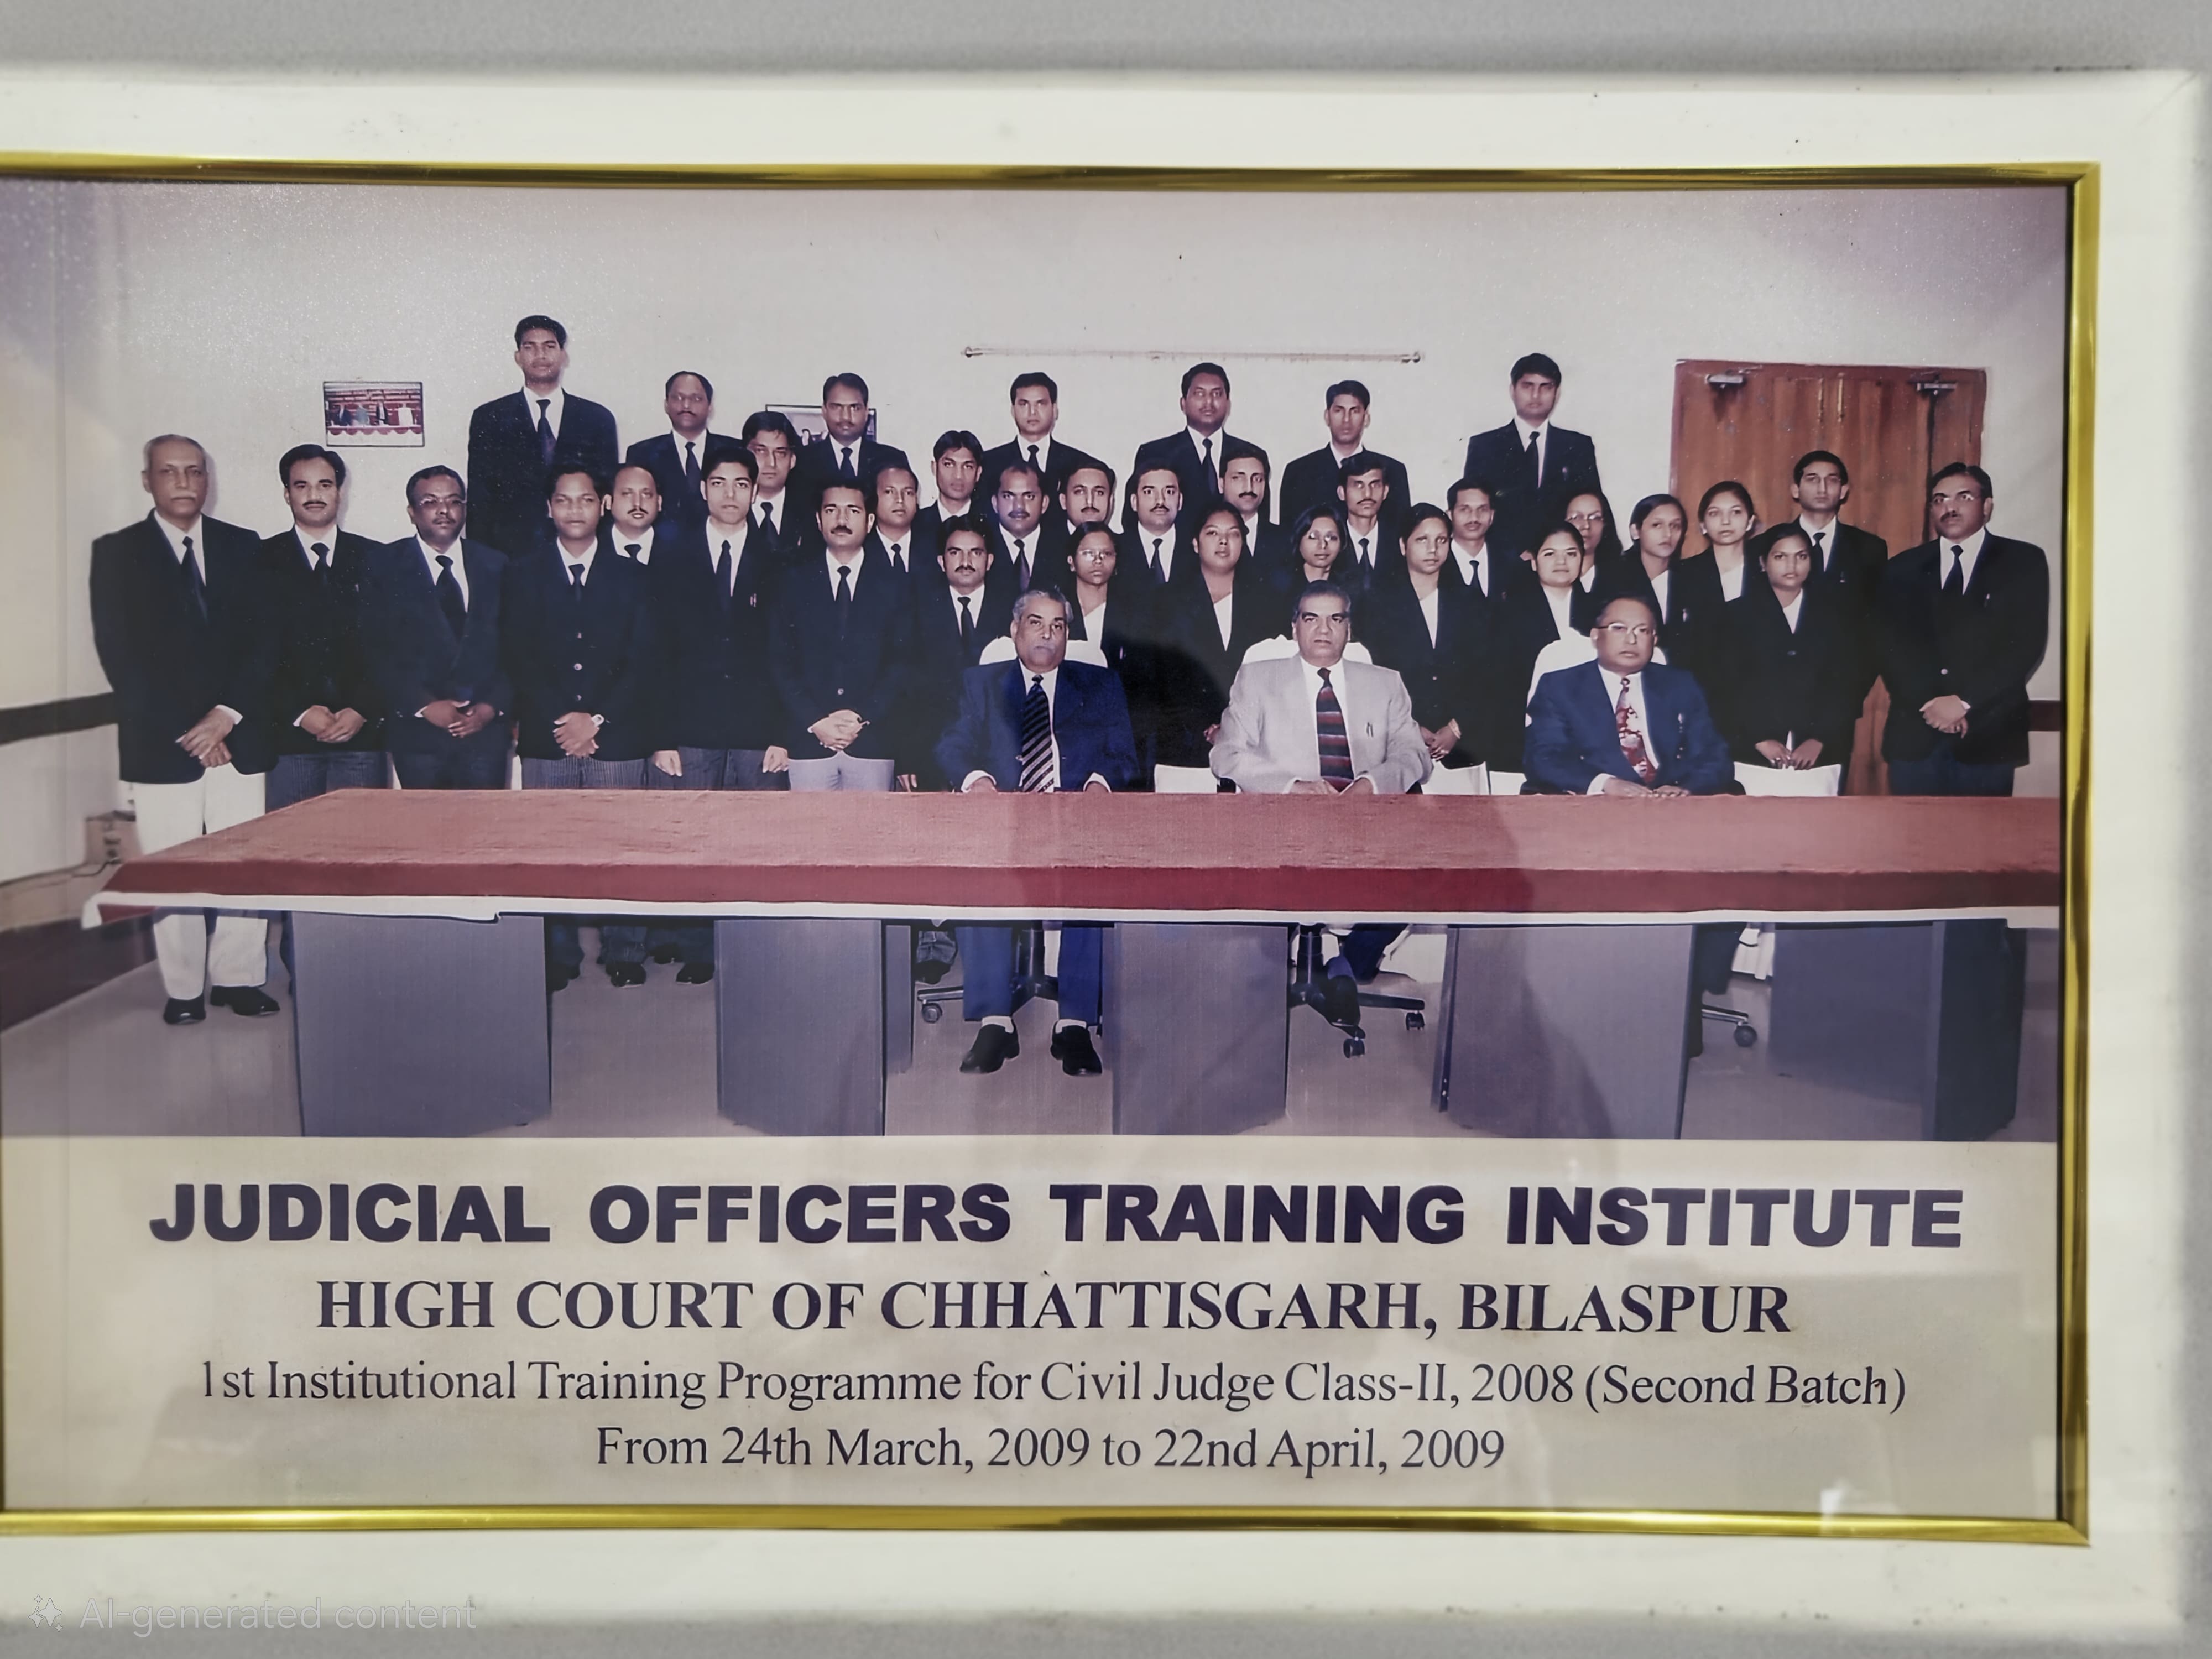 JUDICIAL OFFICERS TRAINING INSTITUTE
HIGH COURT OF CHHATTISGARH, BILASPUR
1st Institutional Training Programme for Civil Judge Class-II, 2008 (Second Batch)
From 24th March, 2009 to 22nd April, 2009
AI-generated content